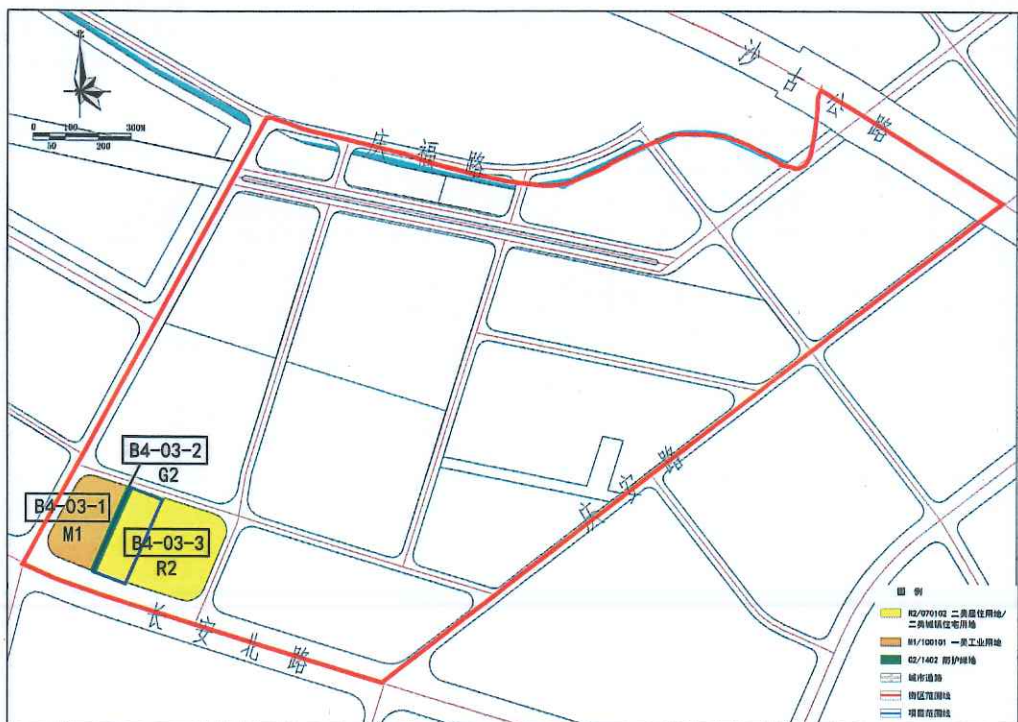 北
0 100 300M
50 200
沙古公路
庆福路
B4-03-2
G2
B4-03-1
M1
B4-03-3
R2
庆安路
长安北路
图 例
R2/070102 二类居住用地/
二类城镇住宅用地
M1/100101 一类工业用地
G2/1402 防护绿地
城市道路
街区范围线
项目范围线